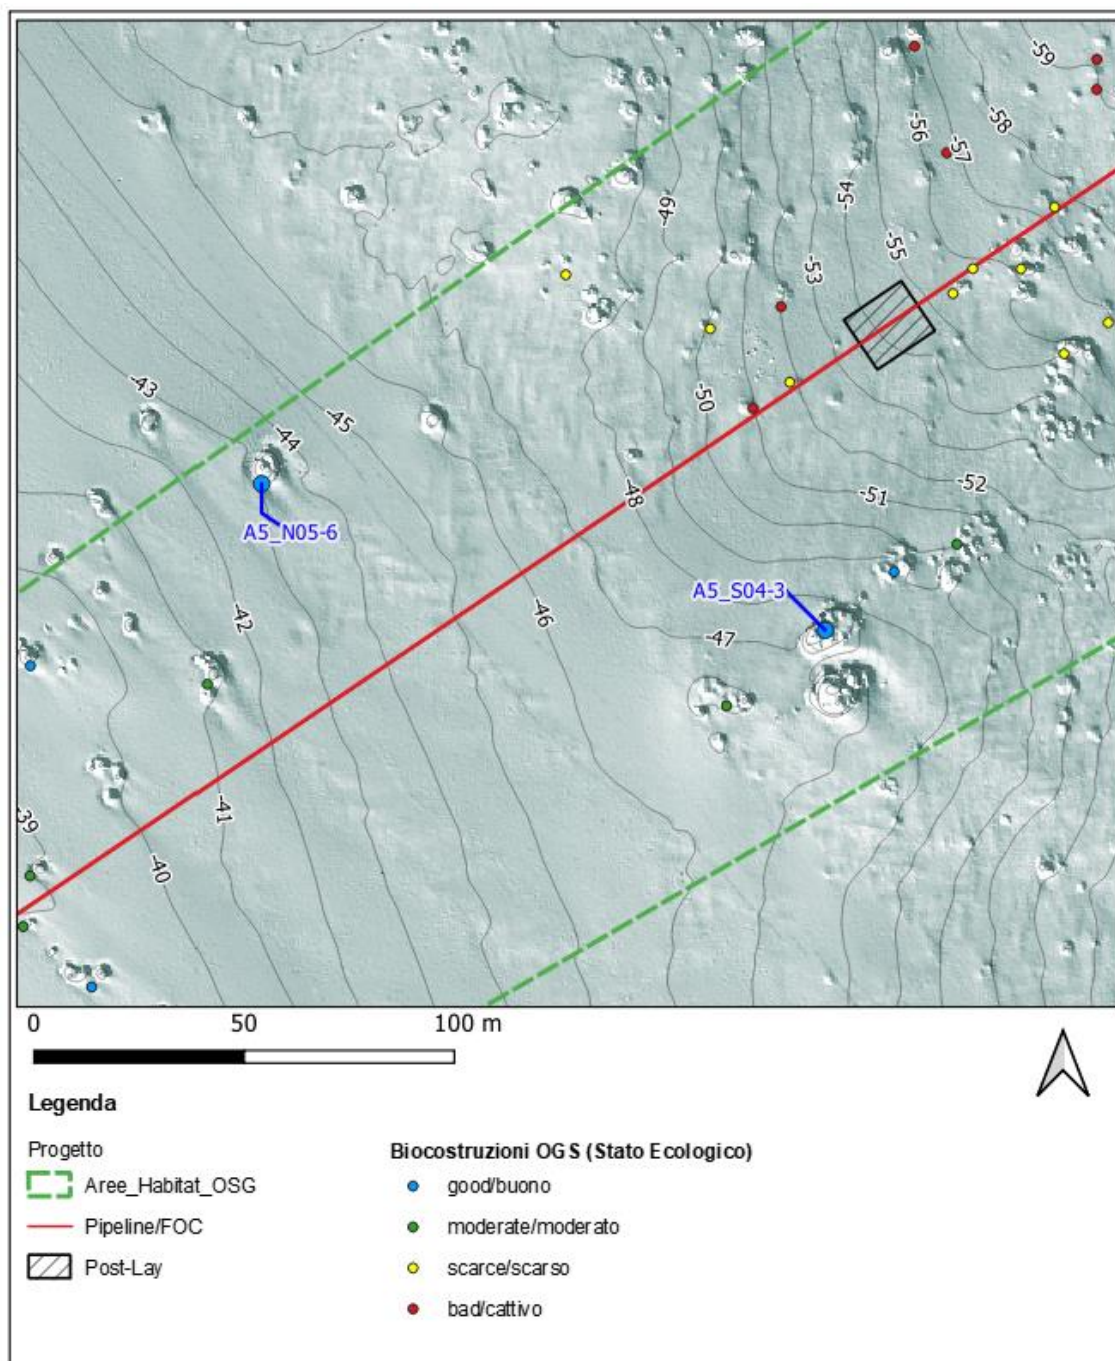 -59
-58
-56
-57
-54
-49
-55
-53
-43
-45
-50
-44
-52
-48
-51
A5_N05-6
A5_S04-3
-42
-46
-47
-41
-39
-40
0 50 100 m
Legenda
Progetto
Aree_Habitat_OSG
Pipeline/FOC
Post-Lay
Biocostruzioni OGS (Stato Ecologico)
good/buono
moderate/moderato
scarce/scarso
bad/cattivo